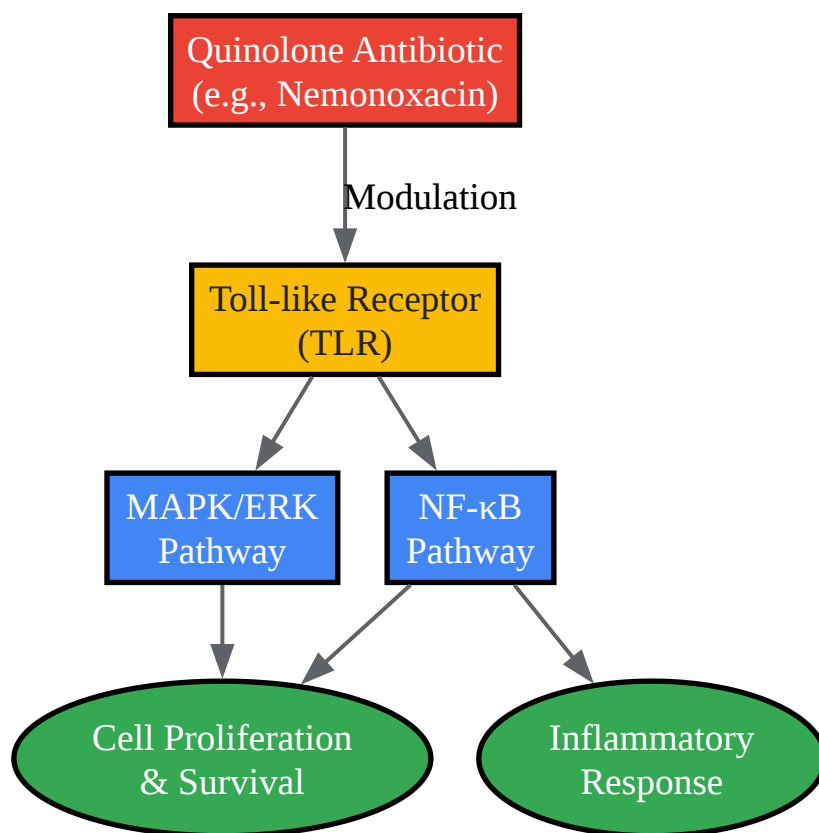 Quinolone Antibiotic
(e.g., Nemonoxacin)
Modulation
Toll-like Receptor
(TLR)
MAPK/ERK
Pathway
NF-κB
Pathway
Cell Proliferation
& Survival
Inflammatory
Response